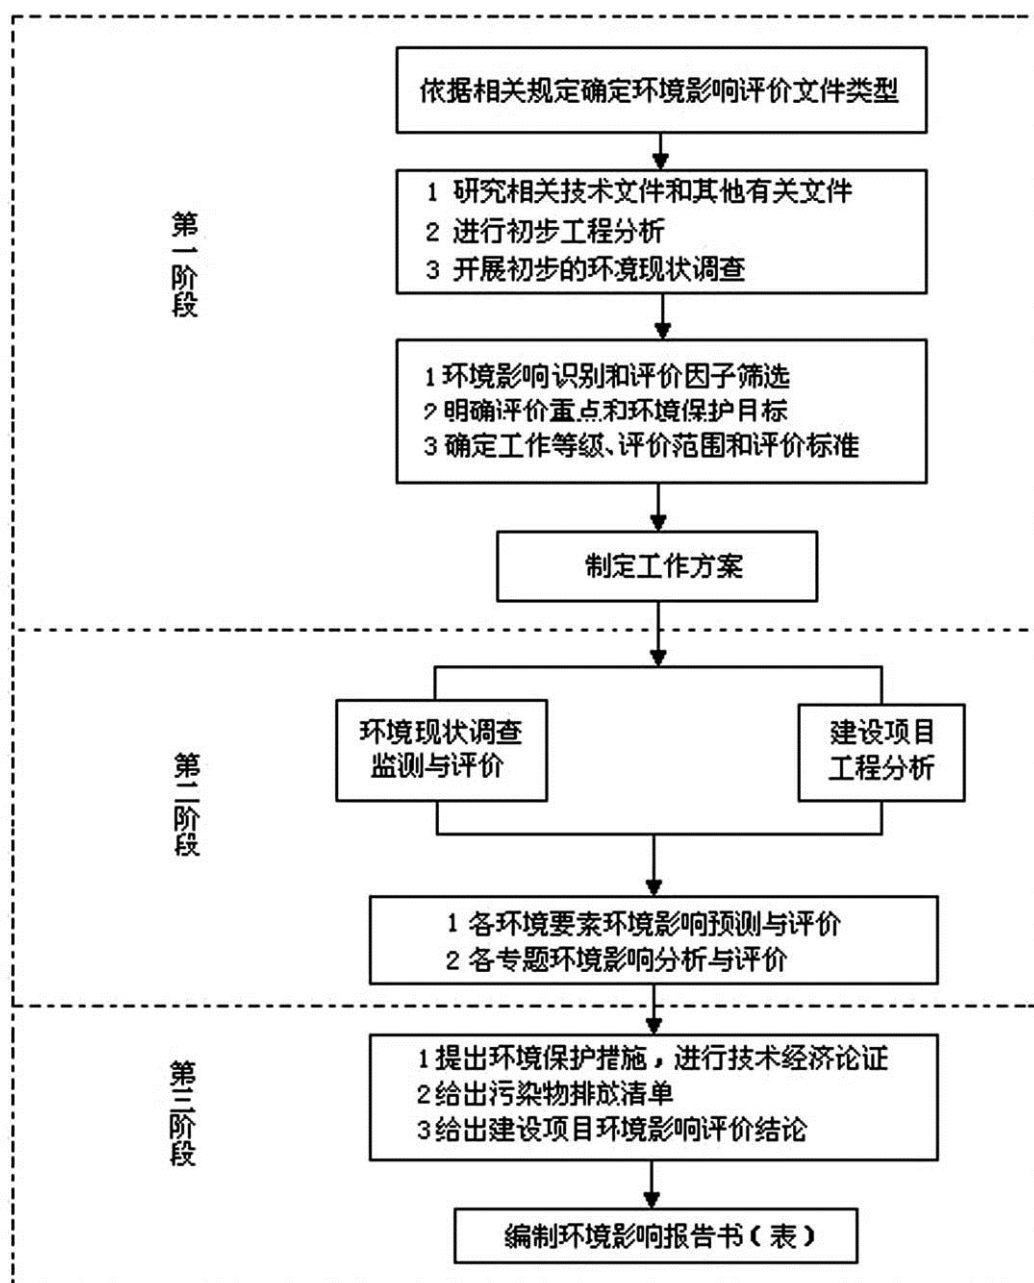 依据相关规定确定环境影响评价文件类型
1 研究相关技术文件和其他有关文件
2 进行初步工程分析
3 开展初步的环境现状调查
第一阶段
1环境影响识别和评价因子筛选
2明确评价重点和环境保护目标
3确定工作等级、评价范围和评价标准
制定工作方案
环境现状调查
监测与评价
建设项目
工程分析
第二阶段
1 各环境要素环境影响预测与评价
2 各专题环境影响分析与评价
第三阶段
1提出环境保护措施，进行技术经济论证
2给出污染物排放清单
3给出建设项目环境影响评价结论
编制环境影响报告书（表）